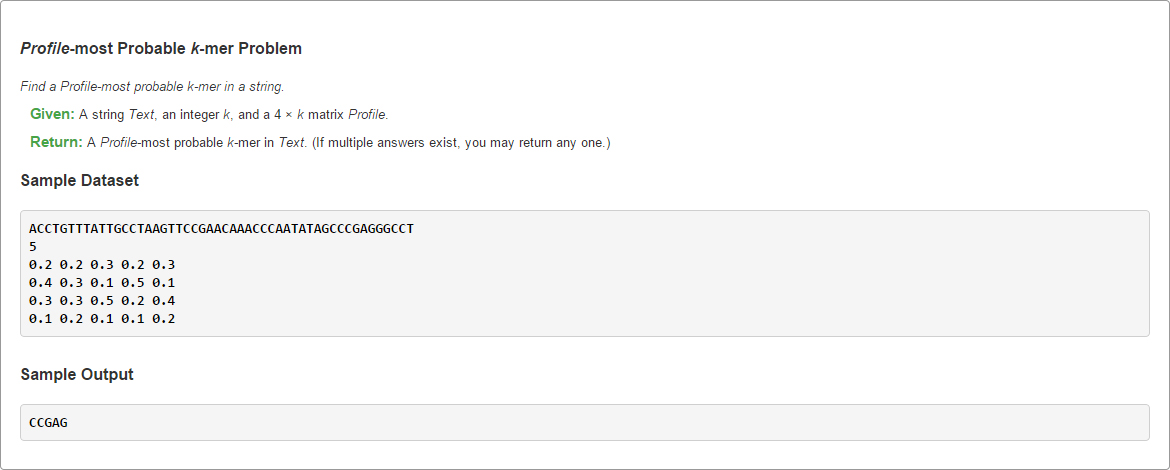 Profile-most Probable k-mer Problem
Find a Profile-most probable k-mer in a string.
Given: A string Text, an integer k, and a 4 × k matrix Profile.
Return: A Profile-most probable k-mer in Text. (If multiple answers exist, you may return any one.)
Sample Dataset
ACCTGTTTATTGCCTAAGTTCCGAACAAACCCAATATAGCCCGAGGGCCT
5
0.2 0.2 0.3 0.2 0.3
0.4 0.3 0.1 0.5 0.1
0.3 0.3 0.5 0.2 0.4
0.1 0.2 0.1 0.1 0.2
Sample Output
CCGAG